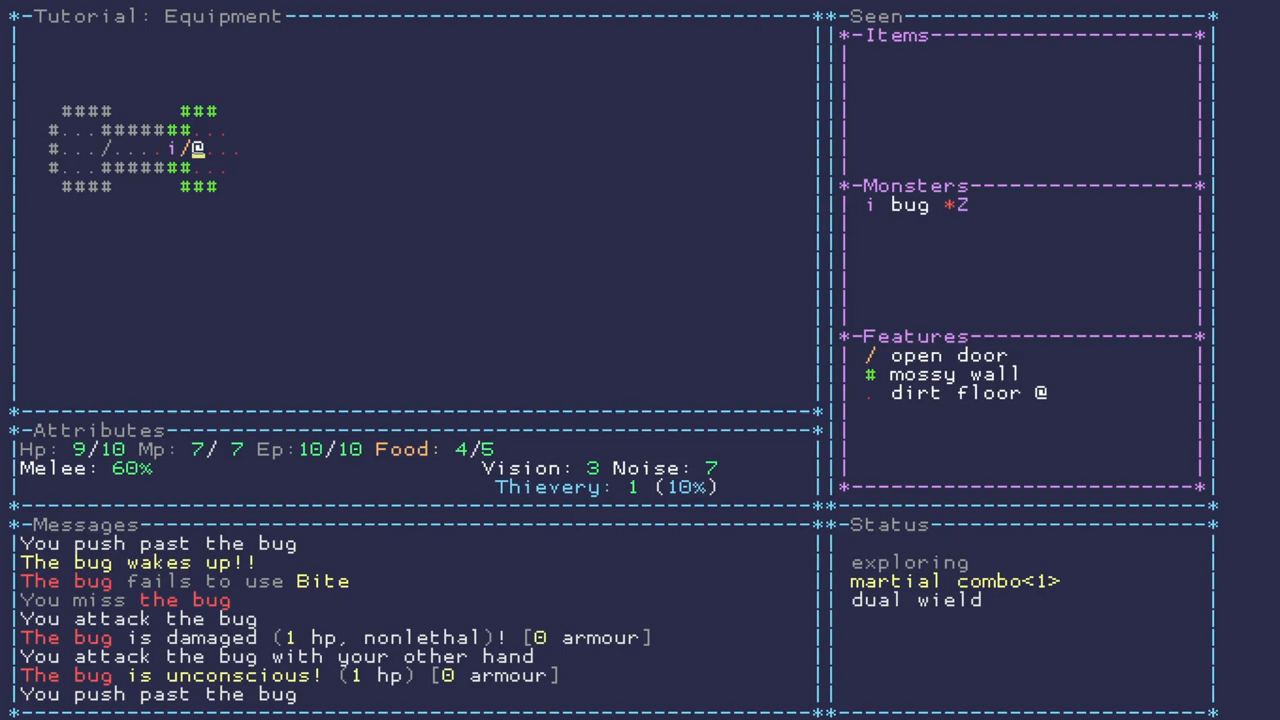 Tutorial: Equipment
#### ###
#...#######...
#.../....i/@...
#...#######...
#### ###
Attributes
Hp: 9/10 Mp: 7/ 7 Ep:10/10 Food: 4/5
Melee: 60% Vision: 3 Noise: 7
Thievery: 1 (10%)
Messages
You push past the bug
The bug wakes up!!
The bug fails to use Bite
You miss the bug
You attack the bug
The bug is damaged (1 hp, nonlethal)! [0 armour]
You attack the bug with your other hand
The bug is unconscious! (1 hp) [0 armour]
You push past the bug
Seen
Items
Monsters
i bug *Z
Features
/ open door
# mossy wall
. dirt floor @
Status
exploring
martial combo<1>
dual wield